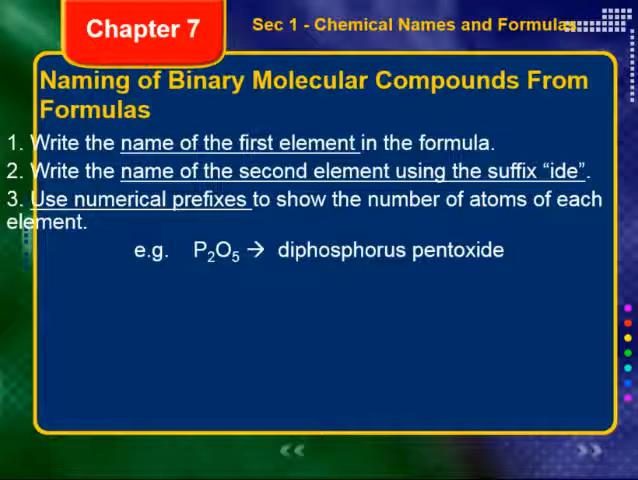 Chapter 7
Sec 1 - Chemical Names and Formulas
Naming of Binary Molecular Compounds From
Formulas
1. Write the name of the first element in the formula.
2. Write the name of the second element using the suffix “ide”.
3. Use numerical prefixes to show the number of atoms of each
element.
e.g. P₂O₅ → diphosphorus pentoxide